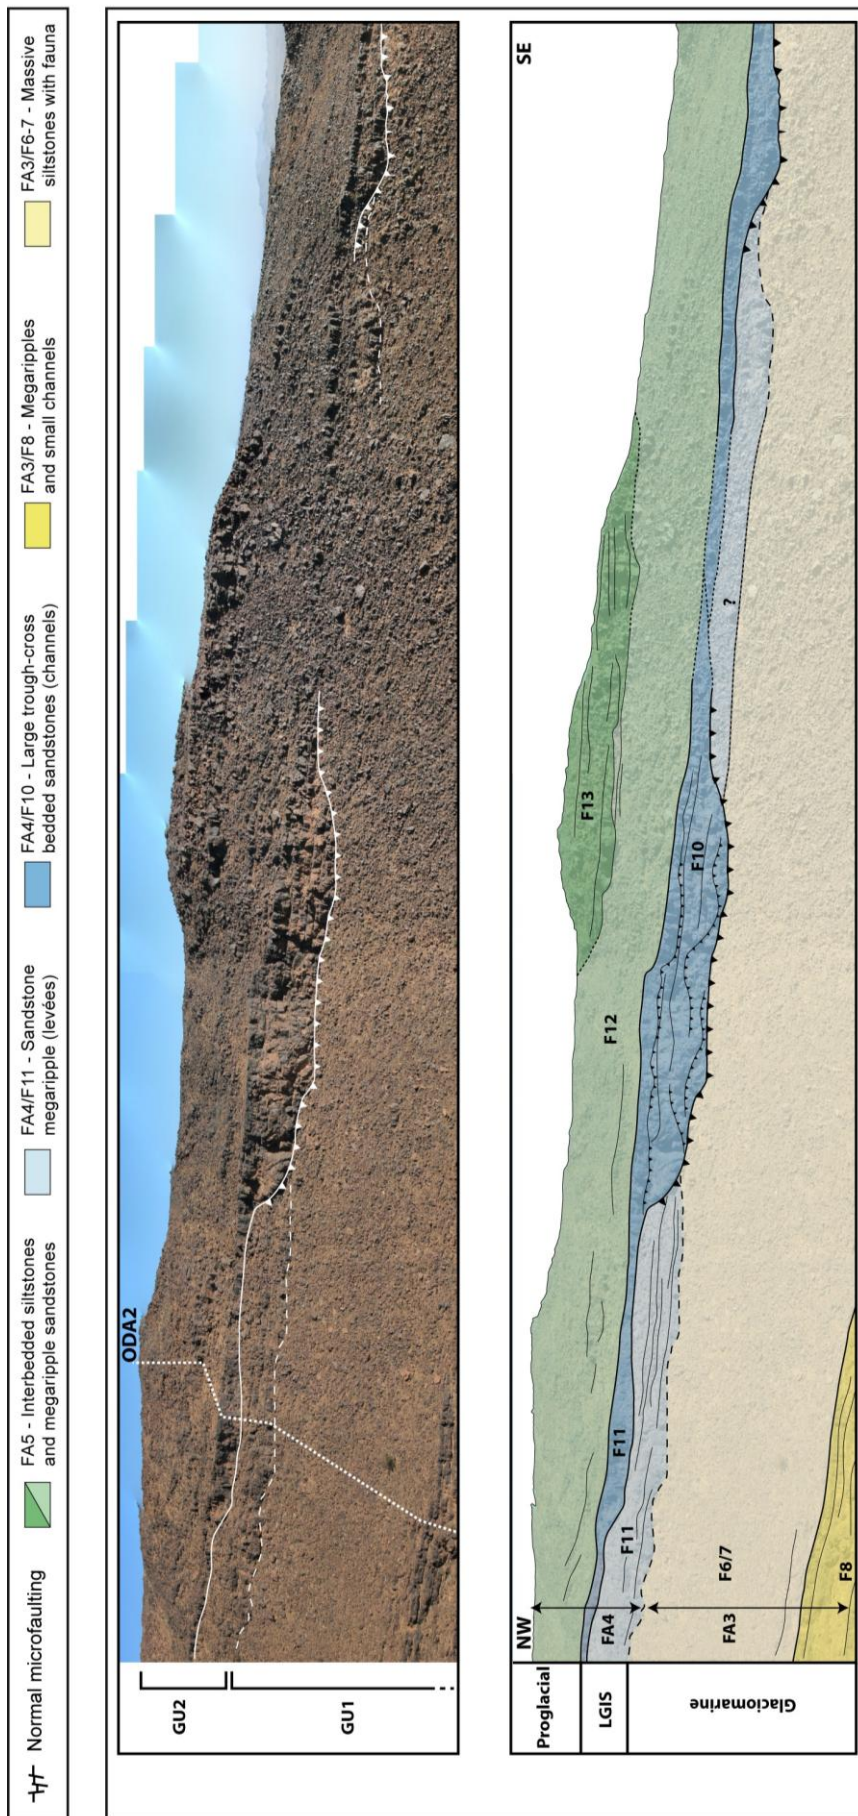 Normal microfaulting
FA5 - Interbedded siltstones
and megaripple sandstones
FA4/F11 - Sandstone
megaripple (levées)
FA4/F10 - Large trough-cross
bedded sandstones (channels)
FA3/F8 - Megaripples
and small channels
FA3/F6-7 - Massive
siltstones with fauna
GU2
GU1
ODA2
Proglacial
LGIS
Glaciomarine
NW
SE
FA4
FA3
F11
F11
F12
F13
F10
?
F6/7
F8